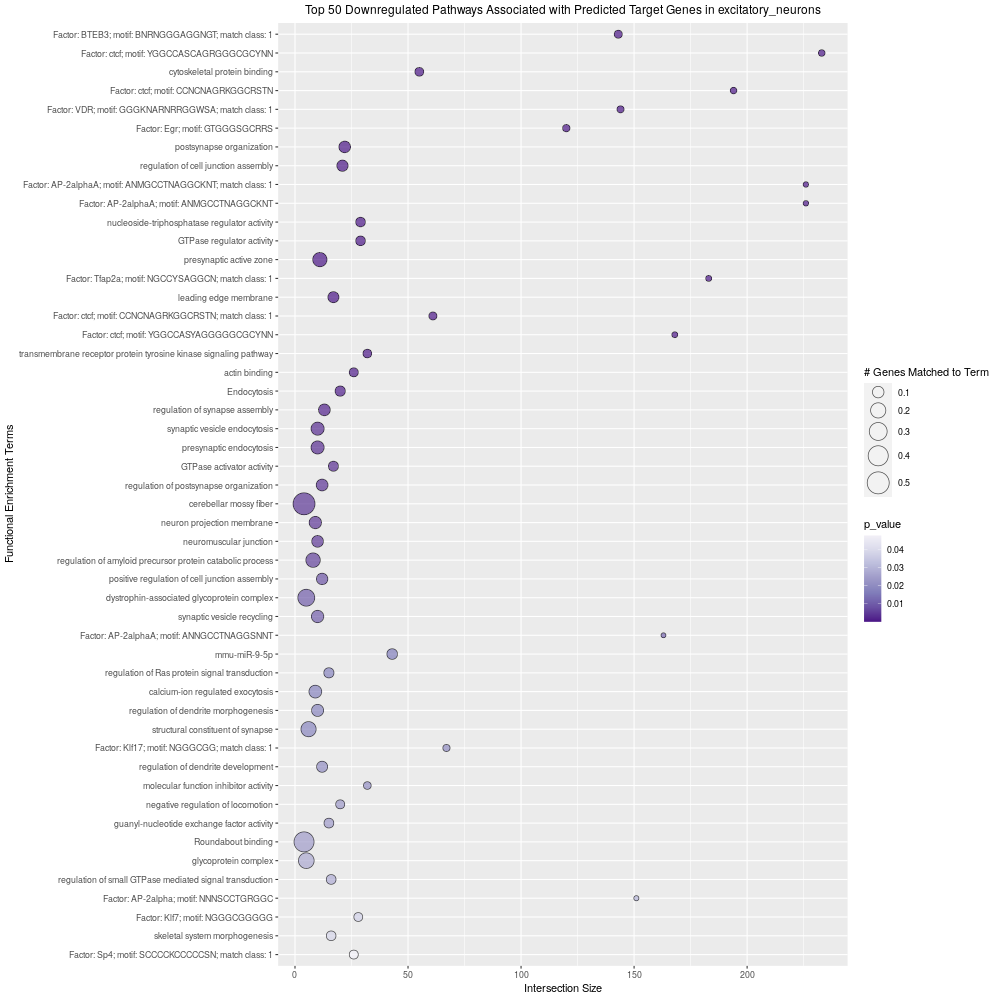 Top 50 Downregulated Pathways Associated with Predicted Target Genes in excitatory_neurons
Functional Enrichment Terms
Factor: BTEB3; motif: BNRNGGGAGGNGT; match class: 1
Factor: ctcf; motif: YGGCCASCAGRGGGCGCYNN
cytoskeletal protein binding
Factor: ctcf; motif: CCNCNAGRKGGCRSTN
Factor: VDR; motif: GGGKNARNRRGGWSA; match class: 1
Factor: Egr; motif: GTGGGSGCRRS
postsynapse organization
regulation of cell junction assembly
Factor: AP-2alphaA; motif: ANMGCCTNAGGCKNT; match class: 1
Factor: AP-2alphaA; motif: ANMGCCTNAGGCKNT
nucleoside-triphosphatase regulator activity
GTPase regulator activity
presynaptic active zone
Factor: Tfap2a; motif: NGCCYSAGGCN; match class: 1
leading edge membrane
Factor: ctcf; motif: CCNCNAGRKGGCRSTN; match class: 1
Factor: ctcf; motif: YGGCCASYAGGGGGCGCYNN
transmembrane receptor protein tyrosine kinase signaling pathway
actin binding
Endocytosis
regulation of synapse assembly
synaptic vesicle endocytosis
presynaptic endocytosis
GTPase activator activity
regulation of postsynapse organization
cerebellar mossy fiber
neuron projection membrane
neuromuscular junction
regulation of amyloid precursor protein catabolic process
positive regulation of cell junction assembly
dystrophin-associated glycoprotein complex
synaptic vesicle recycling
Factor: AP-2alphaA; motif: ANNGCCTNAGGSNNT
mmu-miR-9-5p
regulation of Ras protein signal transduction
calcium-ion regulated exocytosis
regulation of dendrite morphogenesis
structural constituent of synapse
Factor: Klf17; motif: NGGGCGG; match class: 1
regulation of dendrite development
molecular function inhibitor activity
negative regulation of locomotion
guanyl-nucleotide exchange factor activity
Roundabout binding
glycoprotein complex
regulation of small GTPase mediated signal transduction
Factor: AP-2alpha; motif: NNNSCCTGRGGC
Factor: Klf7; motif: NGGGCGGGGG
skeletal system morphogenesis
Factor: Sp4; motif: SCCCCKCCCCCSN; match class: 1
0 50 100 150 200
Intersection Size
# Genes Matched to Term
0.1
0.2
0.3
0.4
0.5
p_value
0.04
0.03
0.02
0.01